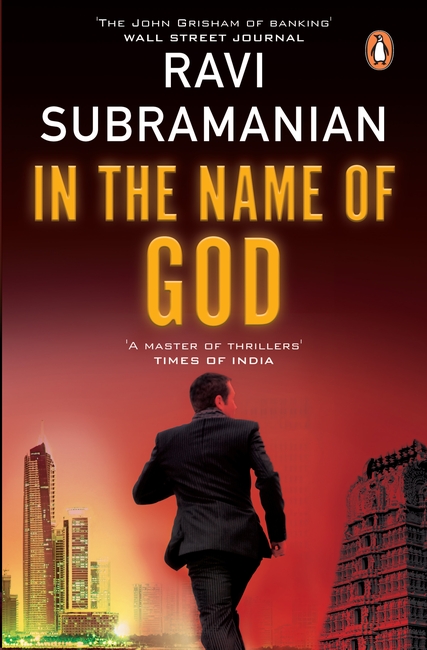 'The John Grisham of banking'
WALL STREET JOURNAL
RAVI
SUBRAMANIAN
IN THE NAME OF
GOD
'A master of thrillers'
TIMES OF INDIA